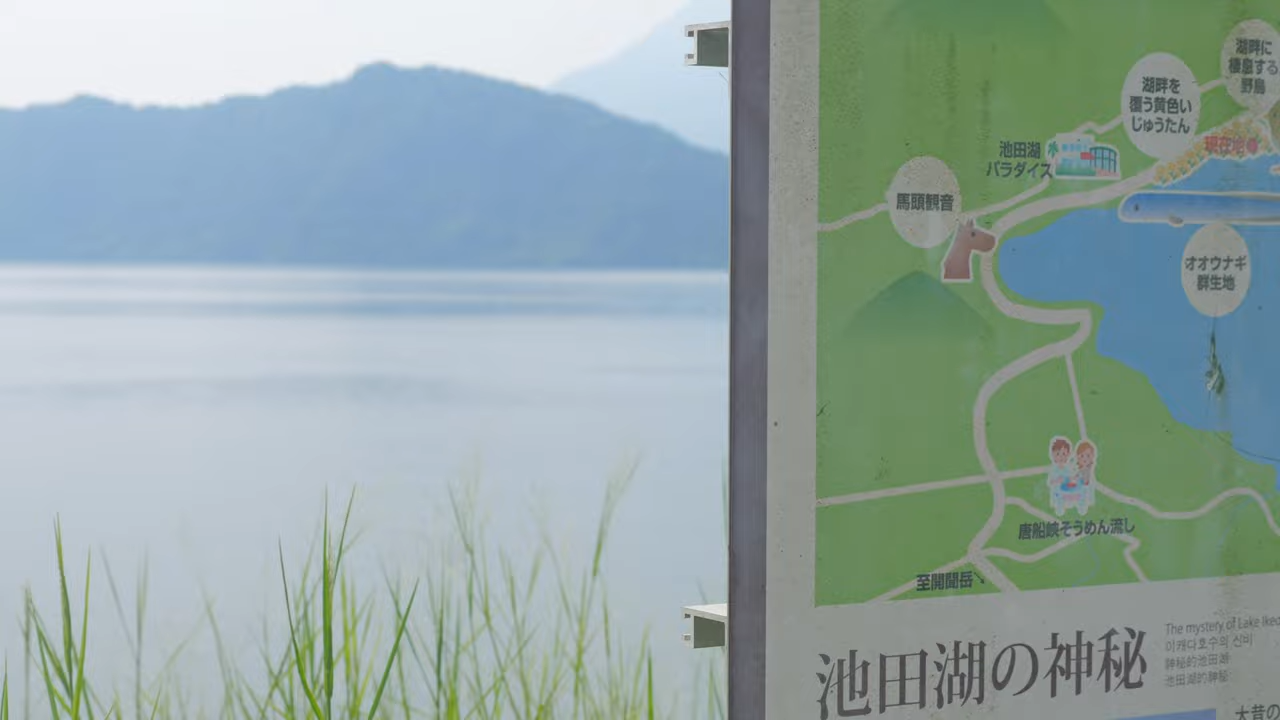 湖畔に
棲息する
野鳥
湖畔を
覆う黄色い
じゅうたん
現在地
池田湖
パラダイス
馬頭観音
オオウナギ
群生地
唐船峡そうめん流し
至開聞岳
池田湖の神秘
The mystery of Lake Iked
이케다호수의 신비
神秘的池田湖
池田湖的神秘
大昔の